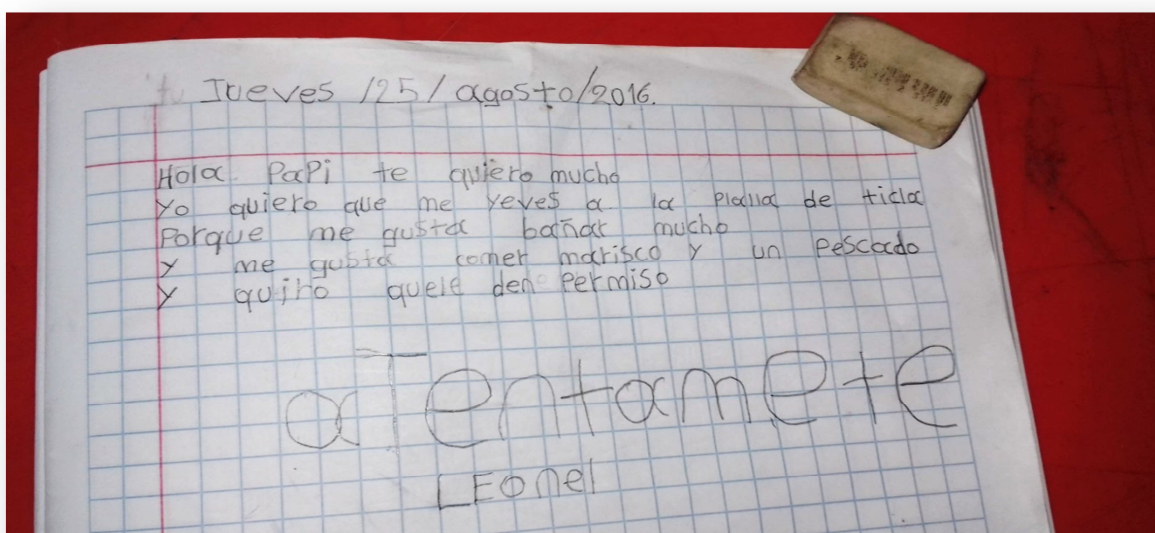 Jueves /25/agosto/2016.
Hola PaPi te quiero mucho
Yo quiero que me yeves a la plalla de ticla
Porque me gusta bañar mucho
y me gusta comer marisco y un Pescado
y quiro quele den Permiso
aTentamete
LEonel